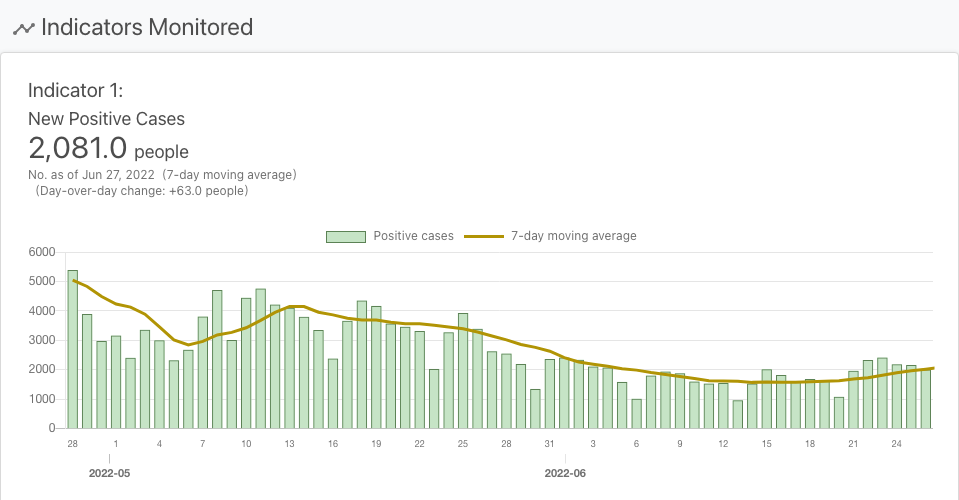 Indicators Monitored
Indicator 1:
New Positive Cases
2,081.0 people
No. as of Jun 27, 2022 (7-day moving average)
(Day-over-day change: +63.0 people)
Positive cases 7-day moving average
6000
5000
4000
3000
2000
1000
0
28 1 4 7 10 13 16 19 22 25 28 31 3 6 9 12 15 18 21 24
2022-05 2022-06